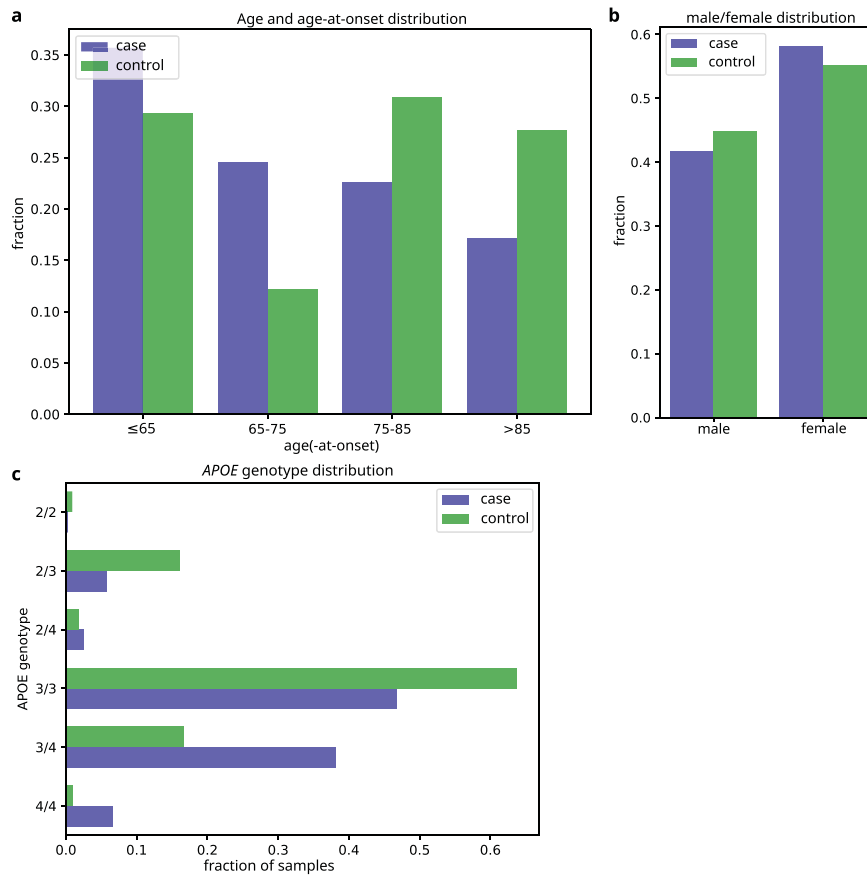 a
Age and age-at-onset distribution
case
control
0.35
0.30
0.25
0.20
0.15
0.10
0.05
0.00
fraction
≤65 65-75 75-85 >85
age(-at-onset)
b
male/female distribution
case
control
0.6
0.5
0.4
0.3
0.2
0.1
0.0
fraction
male female
c
APOE genotype distribution
case
control
2/2
2/3
2/4
3/3
3/4
4/4
APOE genotype
0.0 0.1 0.2 0.3 0.4 0.5 0.6
fraction of samples